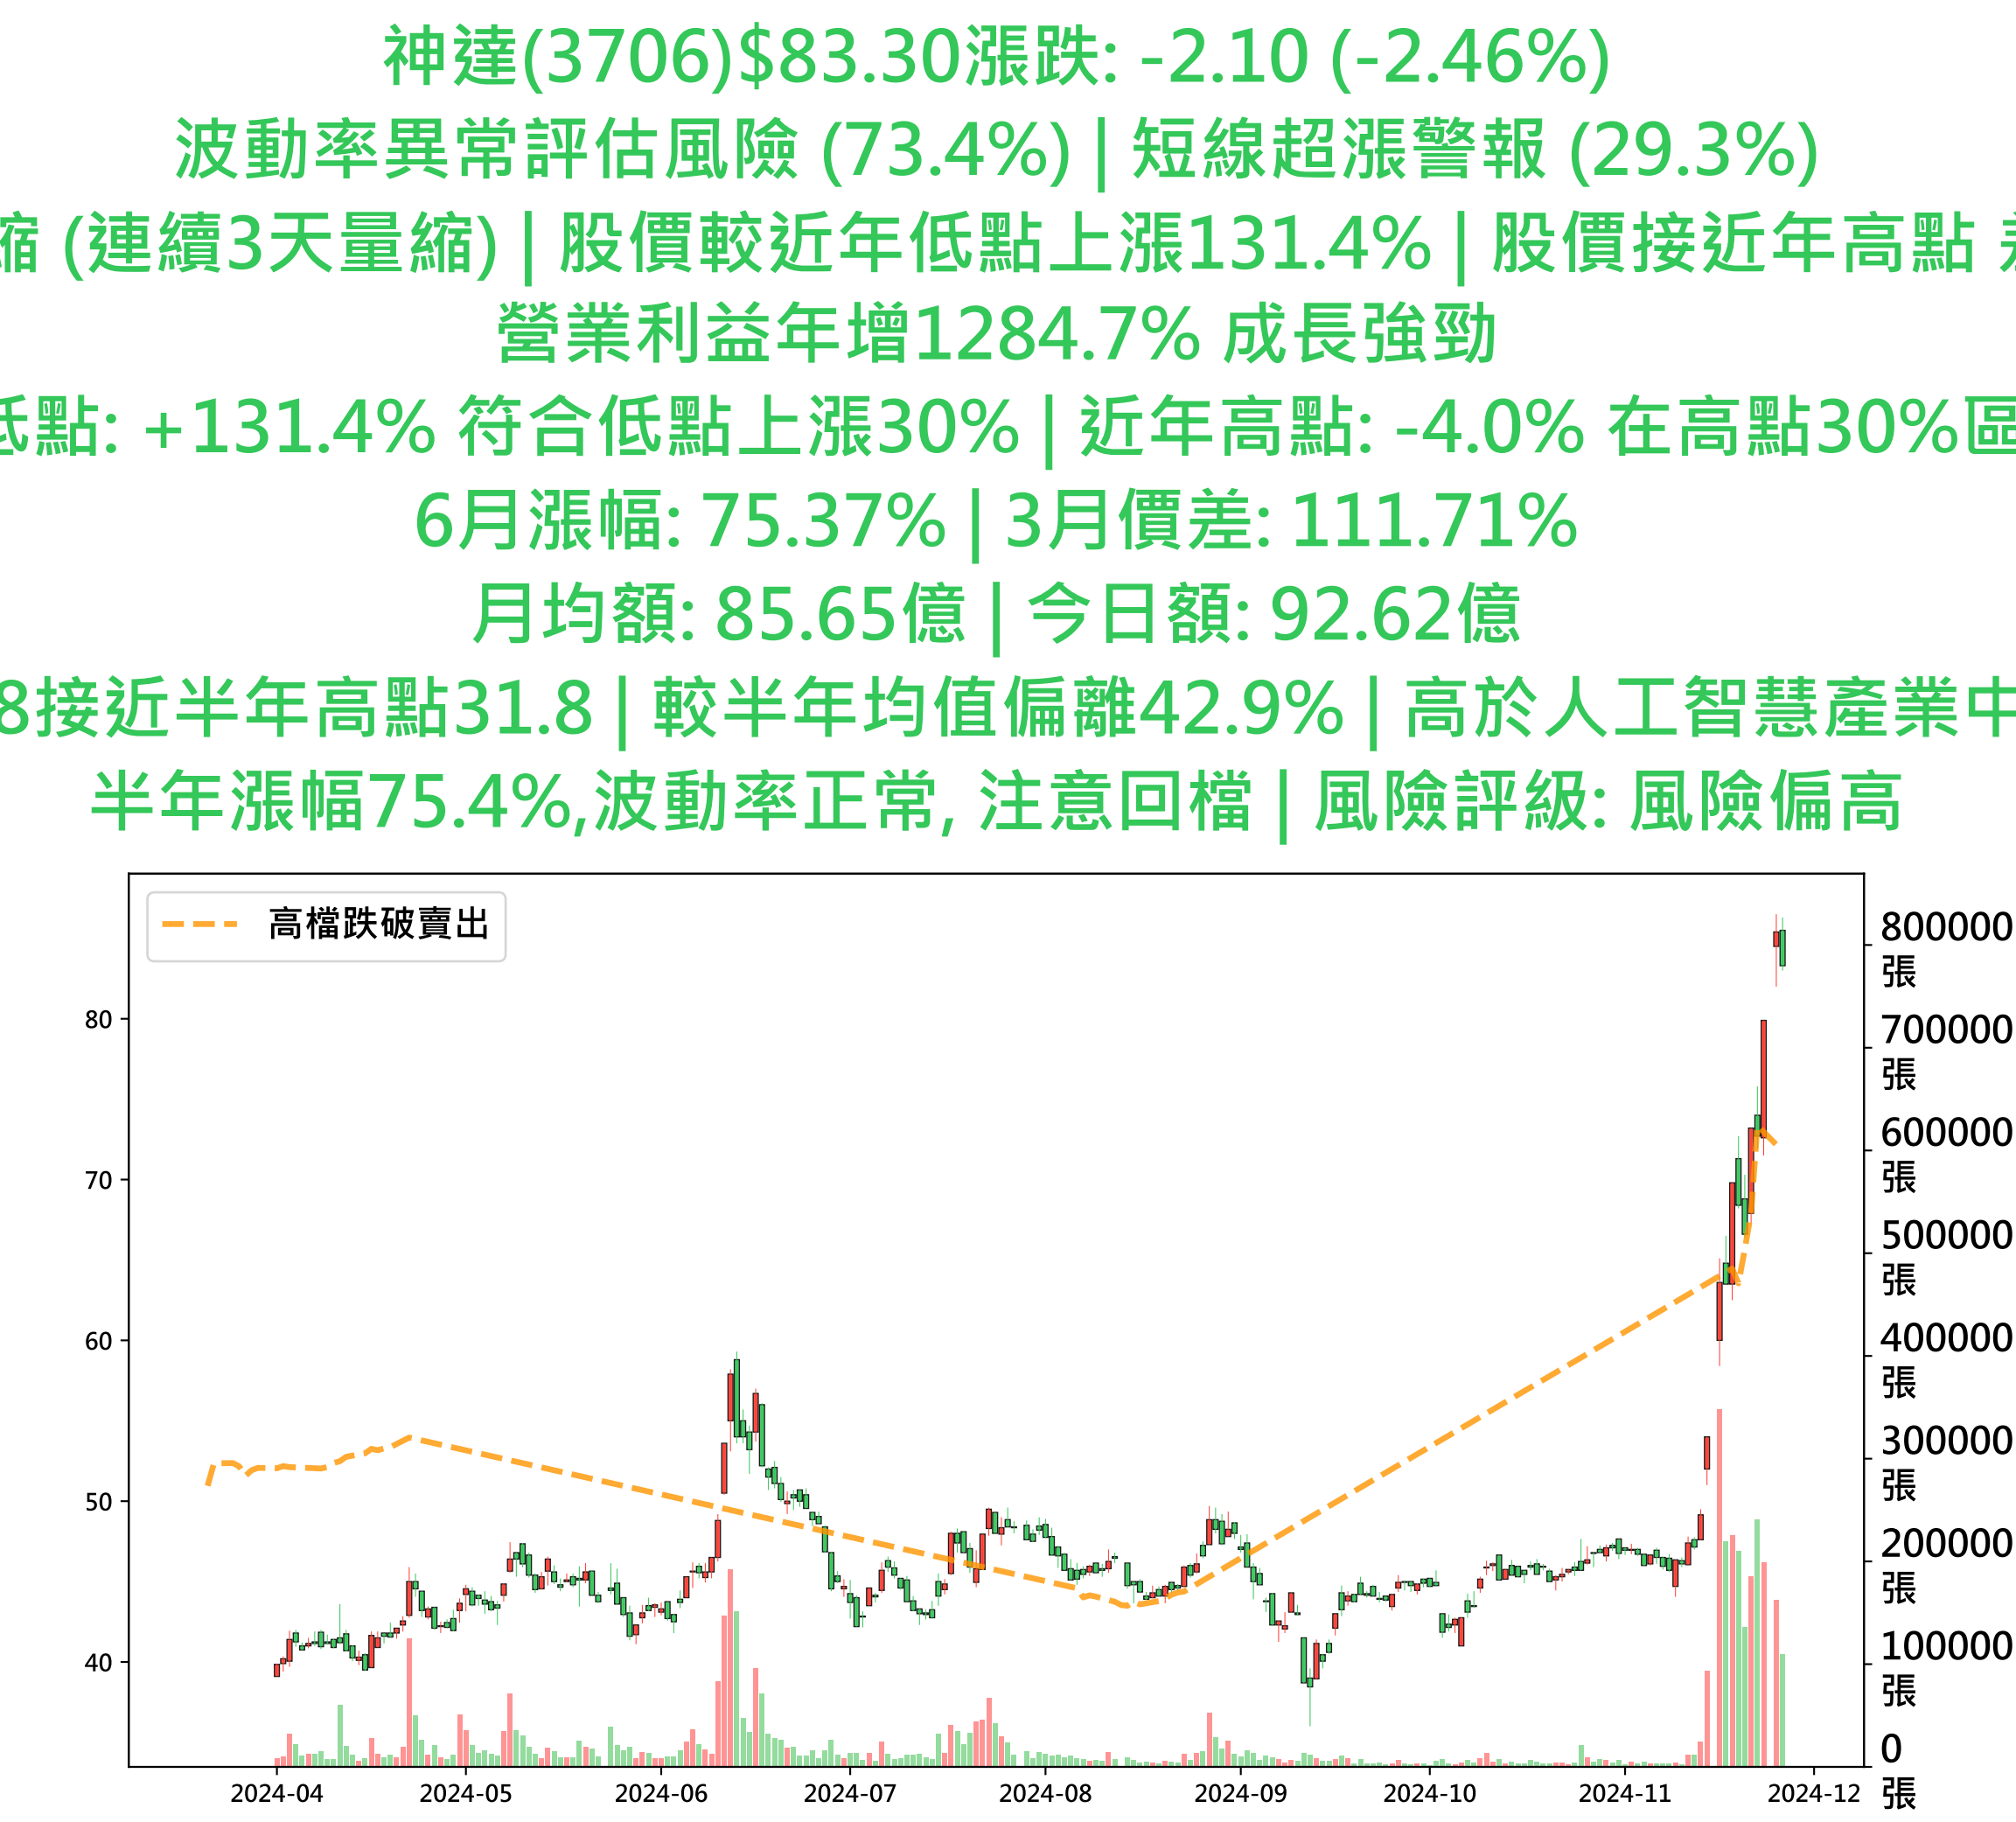 神達(3706)$83.30漲跌: -2.10 (-2.46%)
波動率異常評估風險 (73.4%) | 短線超漲警報 (29.3%)
縮 (連續3天量縮) | 股價較近年低點上漲131.4% | 股價接近年高點
營業利益年增1284.7% 成長強勁
低點: +131.4% 符合低點上漲30% | 近年高點: -4.0% 在高點30%區
6月漲幅: 75.37% | 3月價差: 111.71%
月均額: 85.65億 | 今日額: 92.62億
8接近半年高點31.8 | 較半年均值偏離42.9% | 高於人工智慧產業中
半年漲幅75.4%,波動率正常, 注意回檔 | 風險評級: 風險偏高
高檔跌破賣出
80
70
60
50
40
800000
張
700000
張
600000
張
500000
張
400000
張
300000
張
200000
張
100000
張
0
張
2024-04 2024-05 2024-06 2024-07 2024-08 2024-09 2024-10 2024-11 2024-12